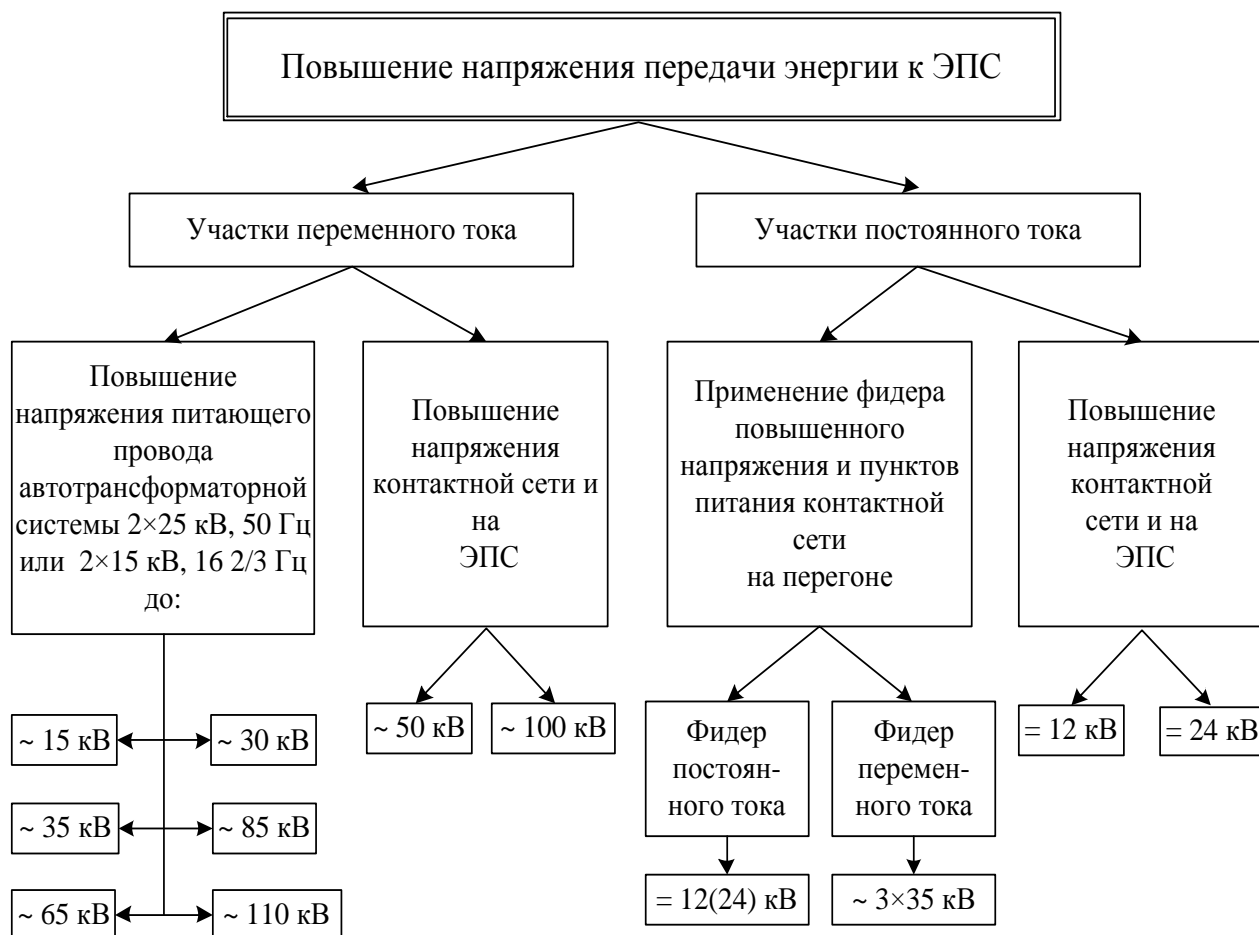 Повышение напряжения передачи энергии к ЭПС
Участки переменного тока
Участки постоянного тока
Повышение
напряжения питающего
провода
автотрансформаторной
системы 2×25 кВ, 50 Гц
или 2×15 кВ, 16 2/3 Гц
до:
Повышение
напряжения
контактной сети и
на
ЭПС
Применение фидера
повышенного
напряжения и пунктов
питания контактной
сети
на перегоне
Повышение
напряжения
контактной
сети и на
ЭПС
~ 15 кВ
~ 30 кВ
~ 35 кВ
~ 85 кВ
~ 65 кВ
~ 110 кВ
~ 50 кВ
~ 100 кВ
Фидер
постоян-
ного тока
Фидер
перемен-
ного тока
= 12(24) кВ
~ 3×35 кВ
= 12 кВ
= 24 кВ